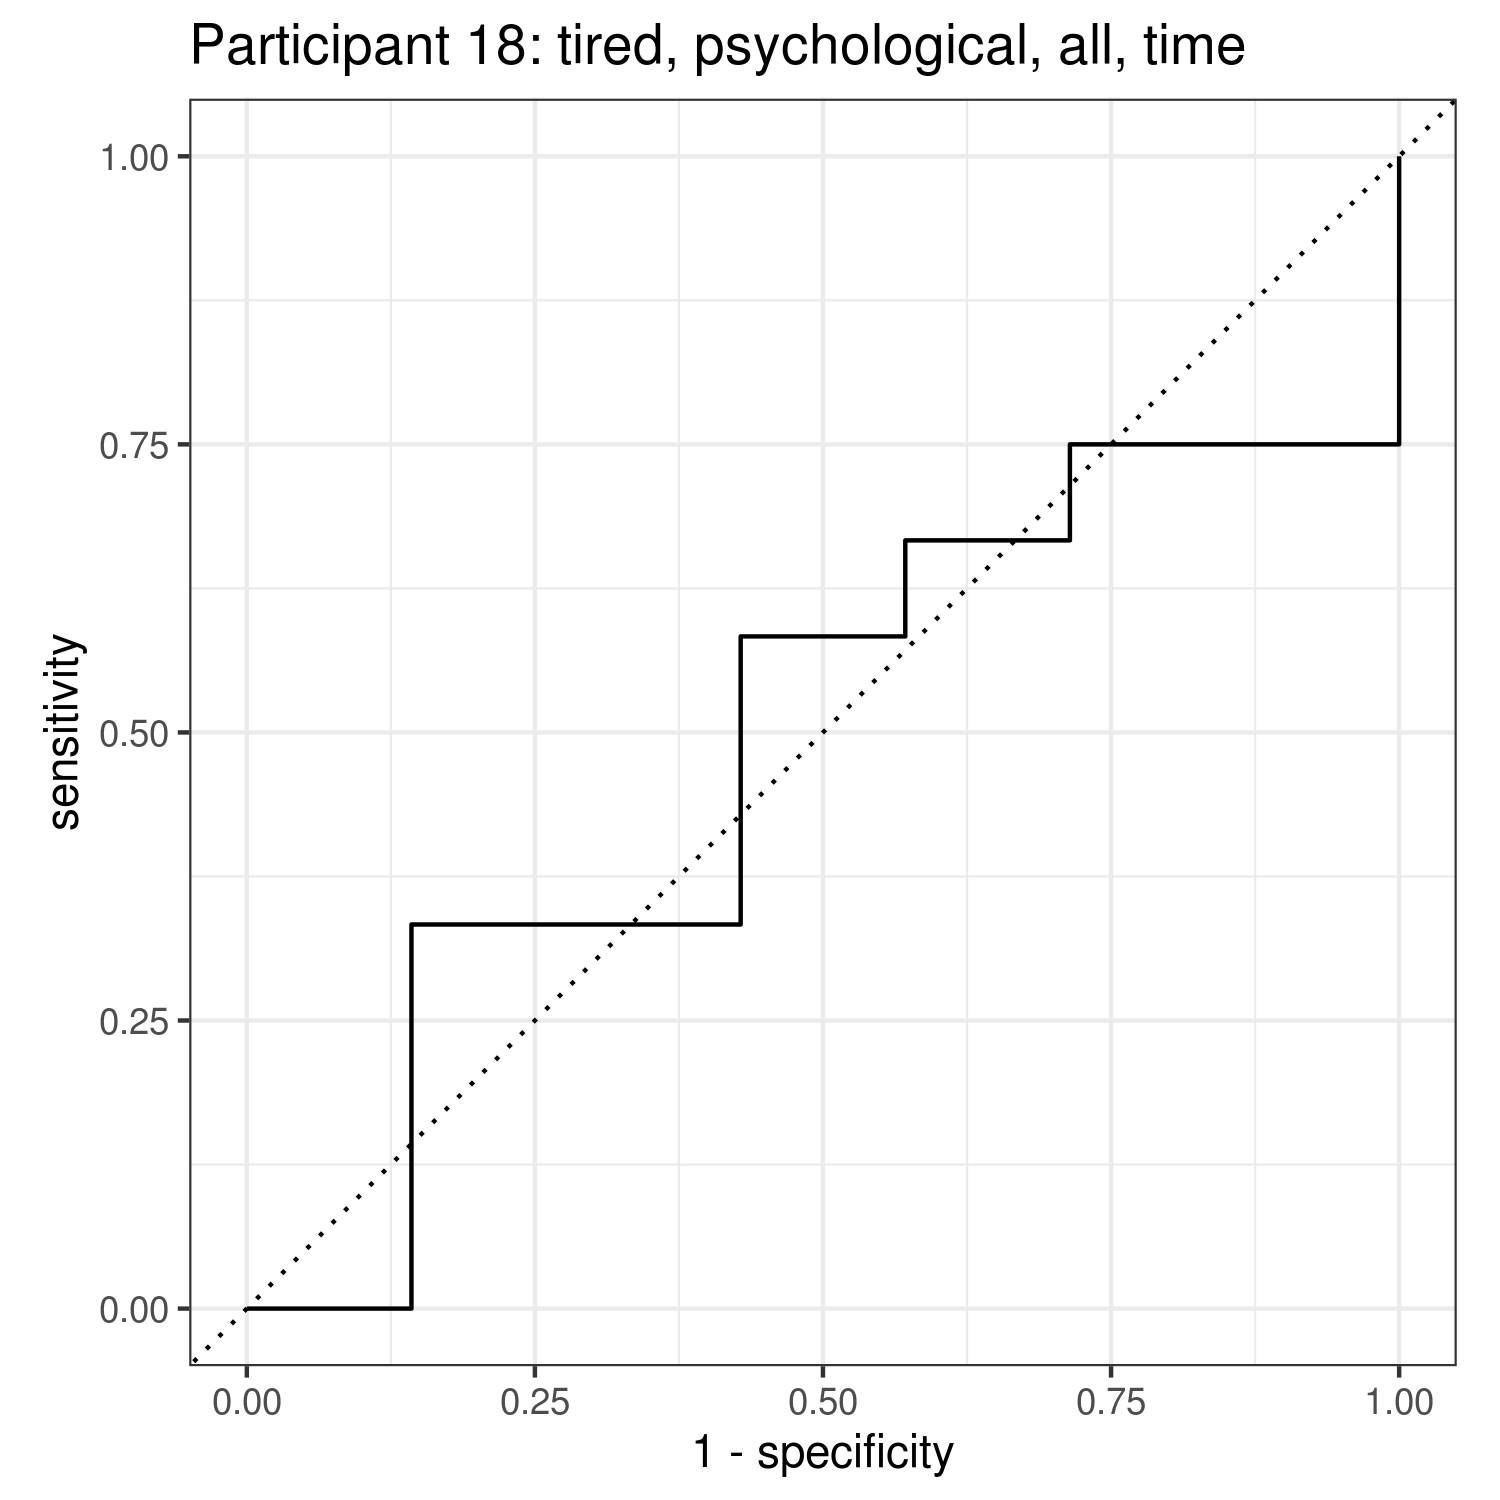 Participant 18: tired, psychological, all, time
1.00
0.75
0.50
0.25
0.00
sensitivity
0.00 0.25 0.50 0.75 1.00
1 - specificity